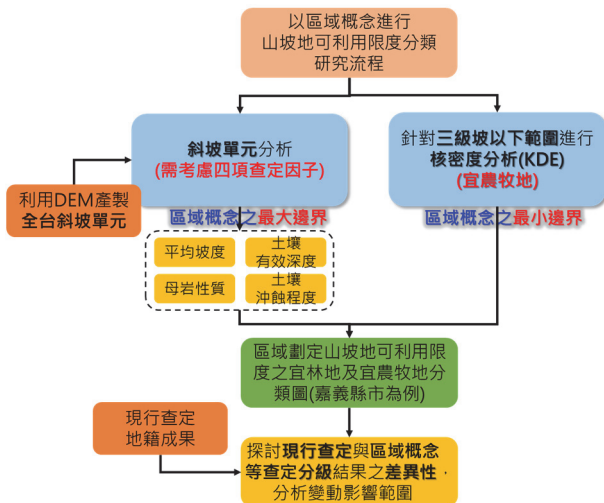 以區域概念進行
山坡地可利用限度分類
研究流程
斜坡單元分析
(需考慮四項查定因子)
針對三級坡以下範圍進行
核密度分析(KDE)
(宜農牧地)
利用DEM產製
全台斜坡單元
區域概念之最大邊界
區域概念之最小邊界
平均坡度
土壤
有效深度
母岩性質
土壤
沖蝕程度
區域劃定山坡地可利用限
度之宜林地及宜農牧地分
類圖(嘉義縣市為例)
現行查定
地籍成果
探討現行查定與區域概念
等查定分級結果之差異性，
分析變動影響範圍